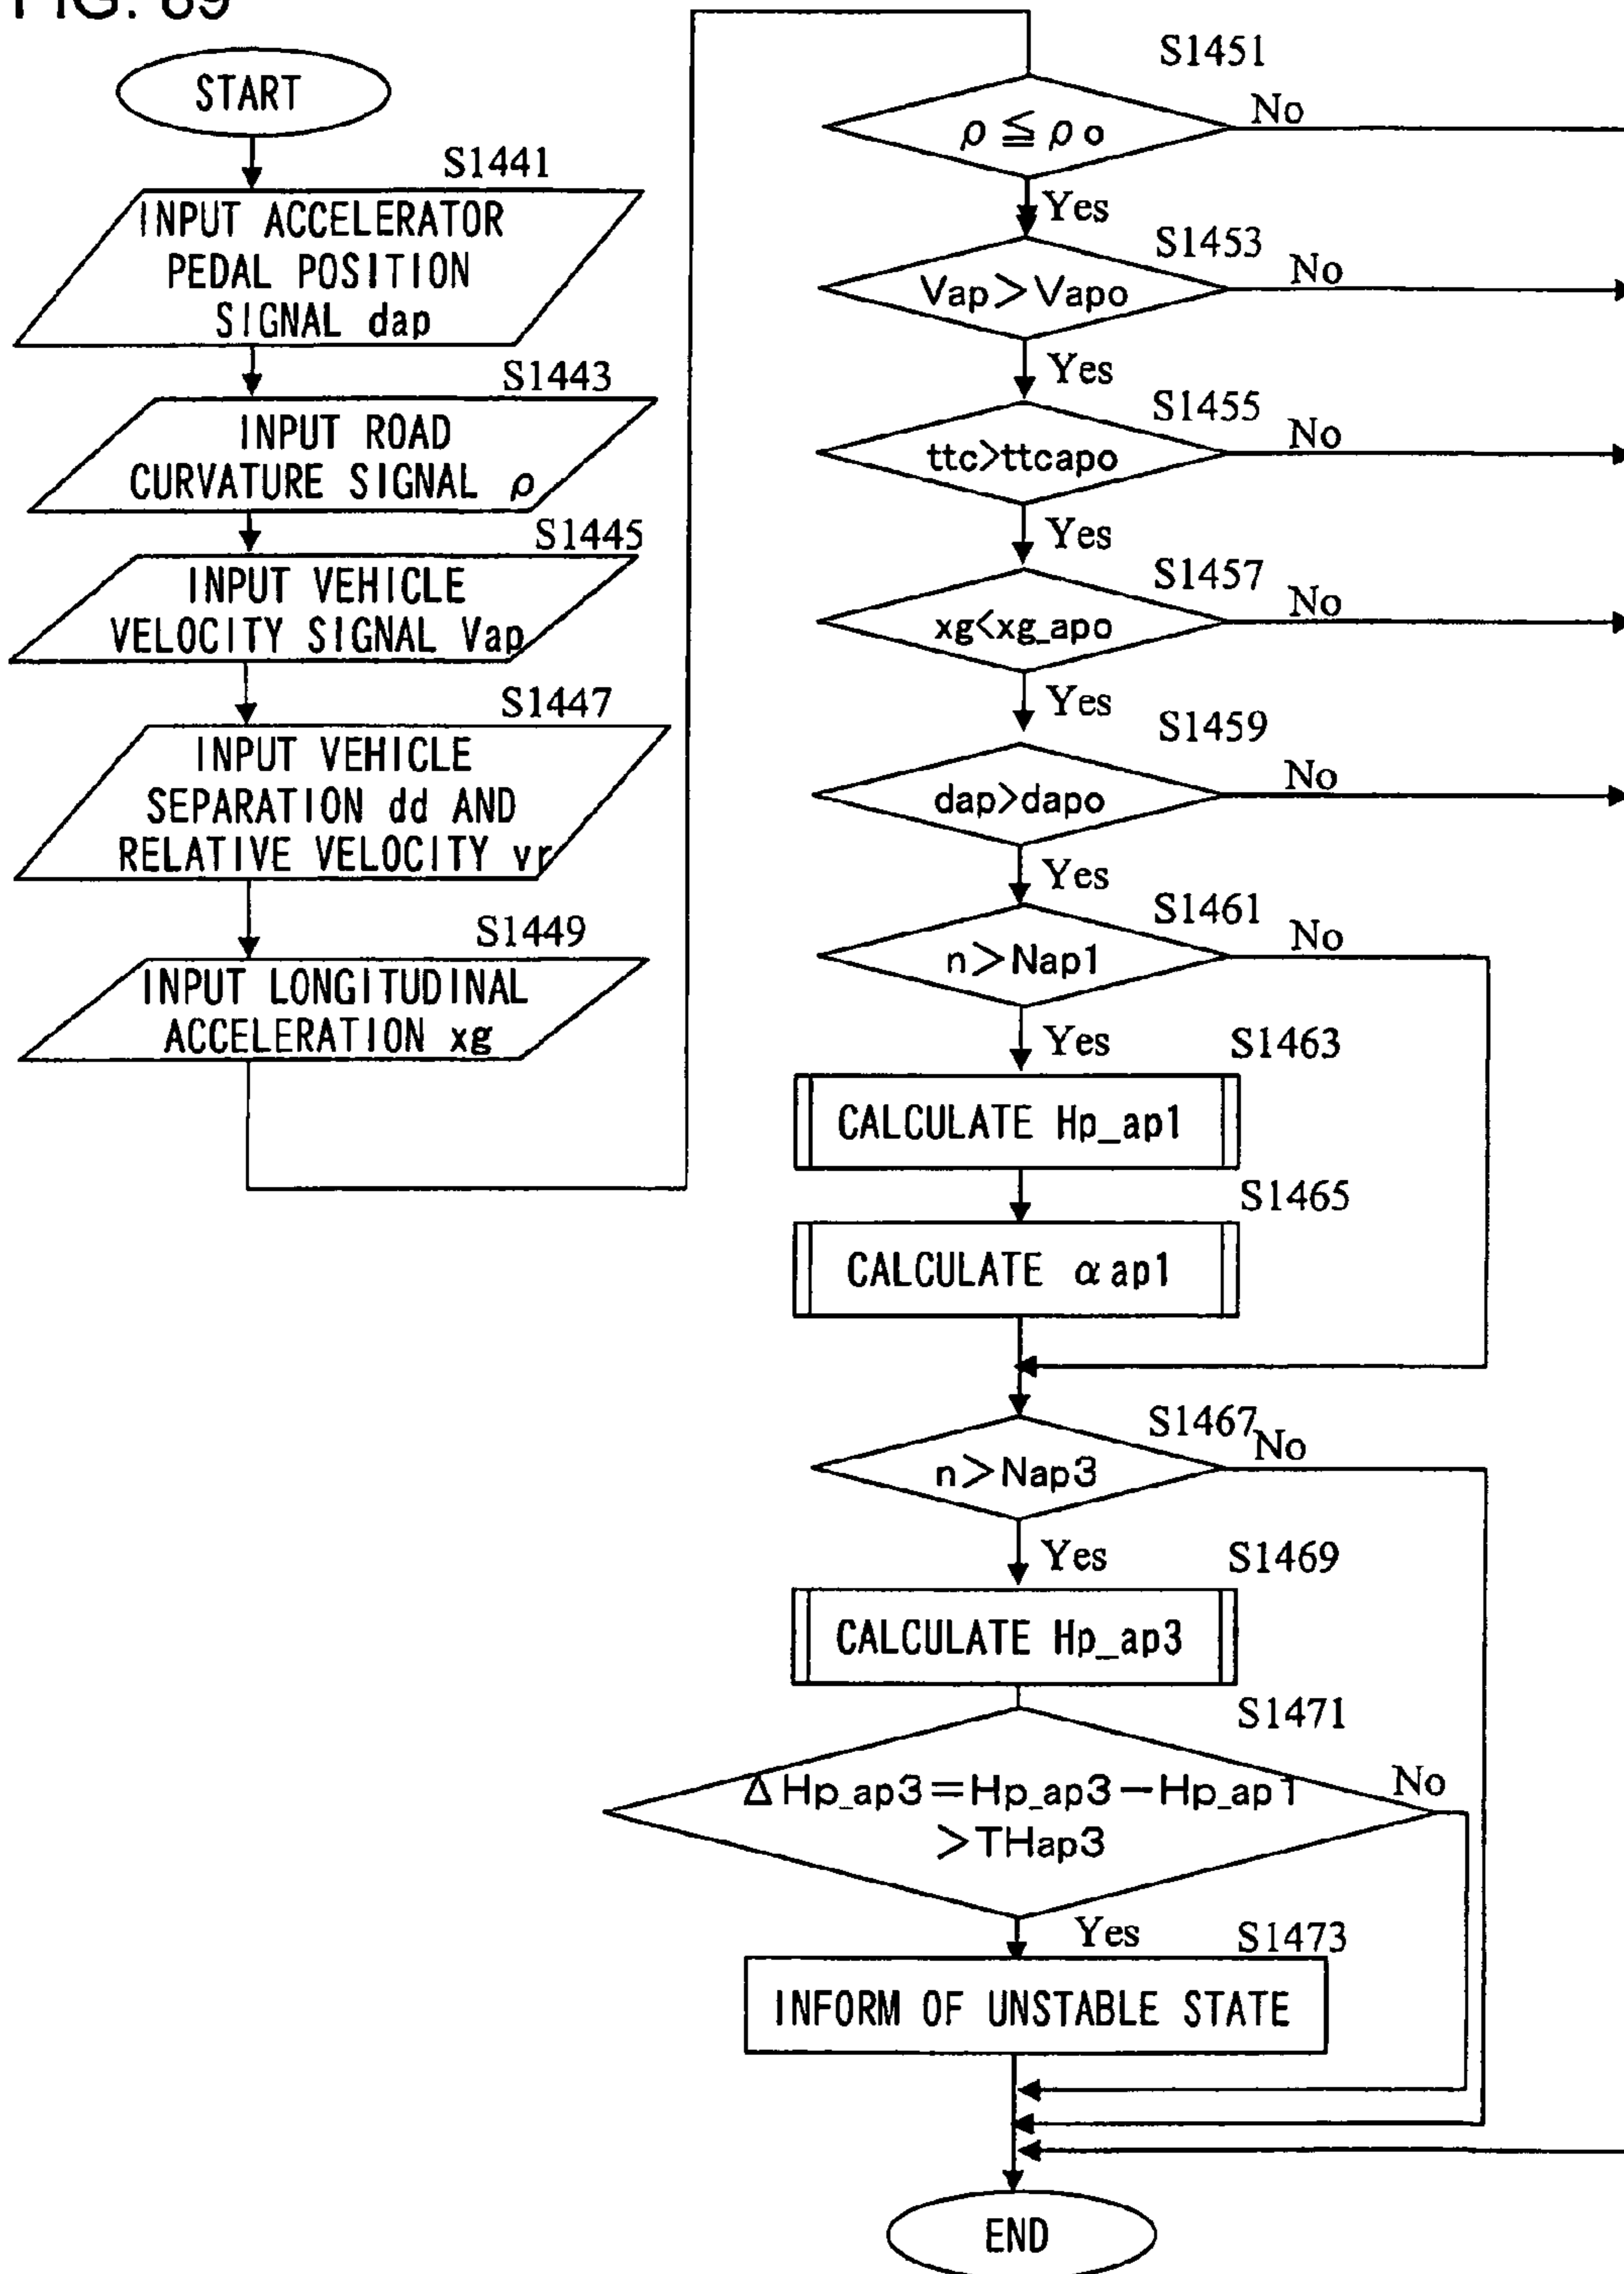 FIG. 89
START
S1441
INPUT ACCELERATOR
PEDAL POSITION
SIGNAL dap
S1443
INPUT ROAD
CURVATURE SIGNAL ρ
S1445
INPUT VEHICLE
VELOCITY SIGNAL Vap
S1447
INPUT VEHICLE
SEPARATION dd AND
RELATIVE VELOCITY vr
S1449
INPUT LONGITUDINAL
ACCELERATION xg
S1451
ρ ≦ ρo
No
Yes
S1453
Vap>Vapo
No
Yes
S1455
ttc>ttcapo
No
Yes
S1457
xg<xg_apo
No
Yes
S1459
dap>dapo
No
Yes
S1461
n>Nap1
No
Yes
S1463
CALCULATE Hp_ap1
S1465
CALCULATE αap1
S1467
n>Nap3
No
Yes
S1469
CALCULATE Hp_ap3
S1471
ΔHp_ap3=Hp_ap3−Hp_ap1
>THap3
No
Yes
S1473
INFORM OF UNSTABLE STATE
END